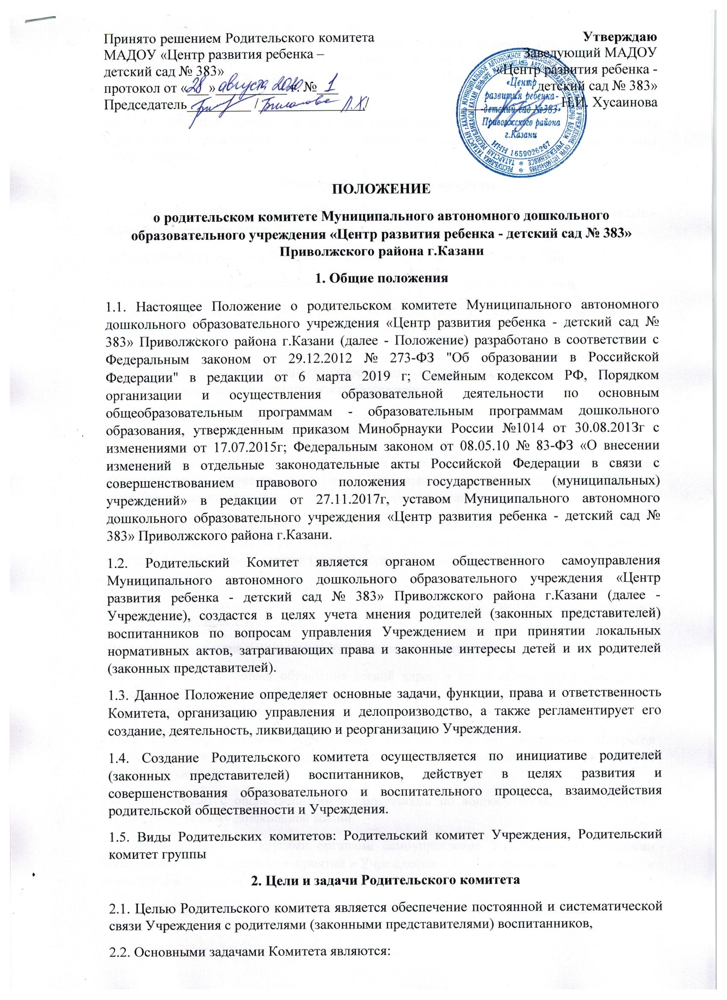 Принято решением Родительского комитета
МАДОУ «Центр развития ребенка –
детский сад № 383»
протокол от «28» августа 2020 г. № 1
Председатель / /
Утверждаю
Заведующий МАДОУ
«Центр развития ребенка -
детский сад № 383»
Н.И. Хусаинова
«Центр
развития ребенка-
детский сад №383»
Приволжского района
г.Казани
ИНН 1659026267
ПОЛОЖЕНИЕ
о родительском комитете Муниципального автономного дошкольного
образовательного учреждения «Центр развития ребенка - детский сад № 383»
Приволжского района г.Казани
1. Общие положения
1.1. Настоящее Положение о родительском комитете Муниципального автономного
дошкольного образовательного учреждения «Центр развития ребенка - детский сад №
383» Приволжского района г.Казани (далее - Положение) разработано в соответствии с
Федеральным законом от 29.12.2012 № 273-ФЗ "Об образовании в Российской
Федерации" в редакции от 6 марта 2019 г; Семейным кодексом РФ, Порядком
организации и осуществления образовательной деятельности по основным
общеобразовательным программам - образовательным программам дошкольного
образования, утвержденным приказом Минобрнауки России №1014 от 30.08.2013г с
изменениями от 17.07.2015г; Федеральным законом от 08.05.10 № 83-ФЗ «О внесении
изменений в отдельные законодательные акты Российской Федерации в связи с
совершенствованием правового положения государственных (муниципальных)
учреждений» в редакции от 27.11.2017г, уставом Муниципального автономного
дошкольного образовательного учреждения «Центр развития ребенка - детский сад №
383» Приволжского района г.Казани.
1.2. Родительский Комитет является органом общественного самоуправления
Муниципального автономного дошкольного образовательного учреждения «Центр
развития ребенка - детский сад № 383» Приволжского района г.Казани (далее -
Учреждение), создастся в целях учета мнения родителей (законных представителей)
воспитанников по вопросам управления Учреждением и при принятии локальных
нормативных актов, затрагивающих права и законные интересы детей и их родителей
(законных представителей).
1.3. Данное Положение определяет основные задачи, функции, права и ответственность
Комитета, организацию управления и делопроизводство, а также регламентирует его
создание, деятельность, ликвидацию и реорганизацию Учреждения.
1.4. Создание Родительского комитета осуществляется по инициативе родителей
(законных представителей) воспитанников, действует в целях развития и
совершенствования образовательного и воспитательного процесса, взаимодействия
родительской общественности и Учреждения.
1.5. Виды Родительских комитетов: Родительский комитет Учреждения, Родительский
комитет группы
2. Цели и задачи Родительского комитета
2.1. Целью Родительского комитета является обеспечение постоянной и систематической
связи Учреждения с родителями (законными представителями) воспитанников,
2.2. Основными задачами Комитета являются: